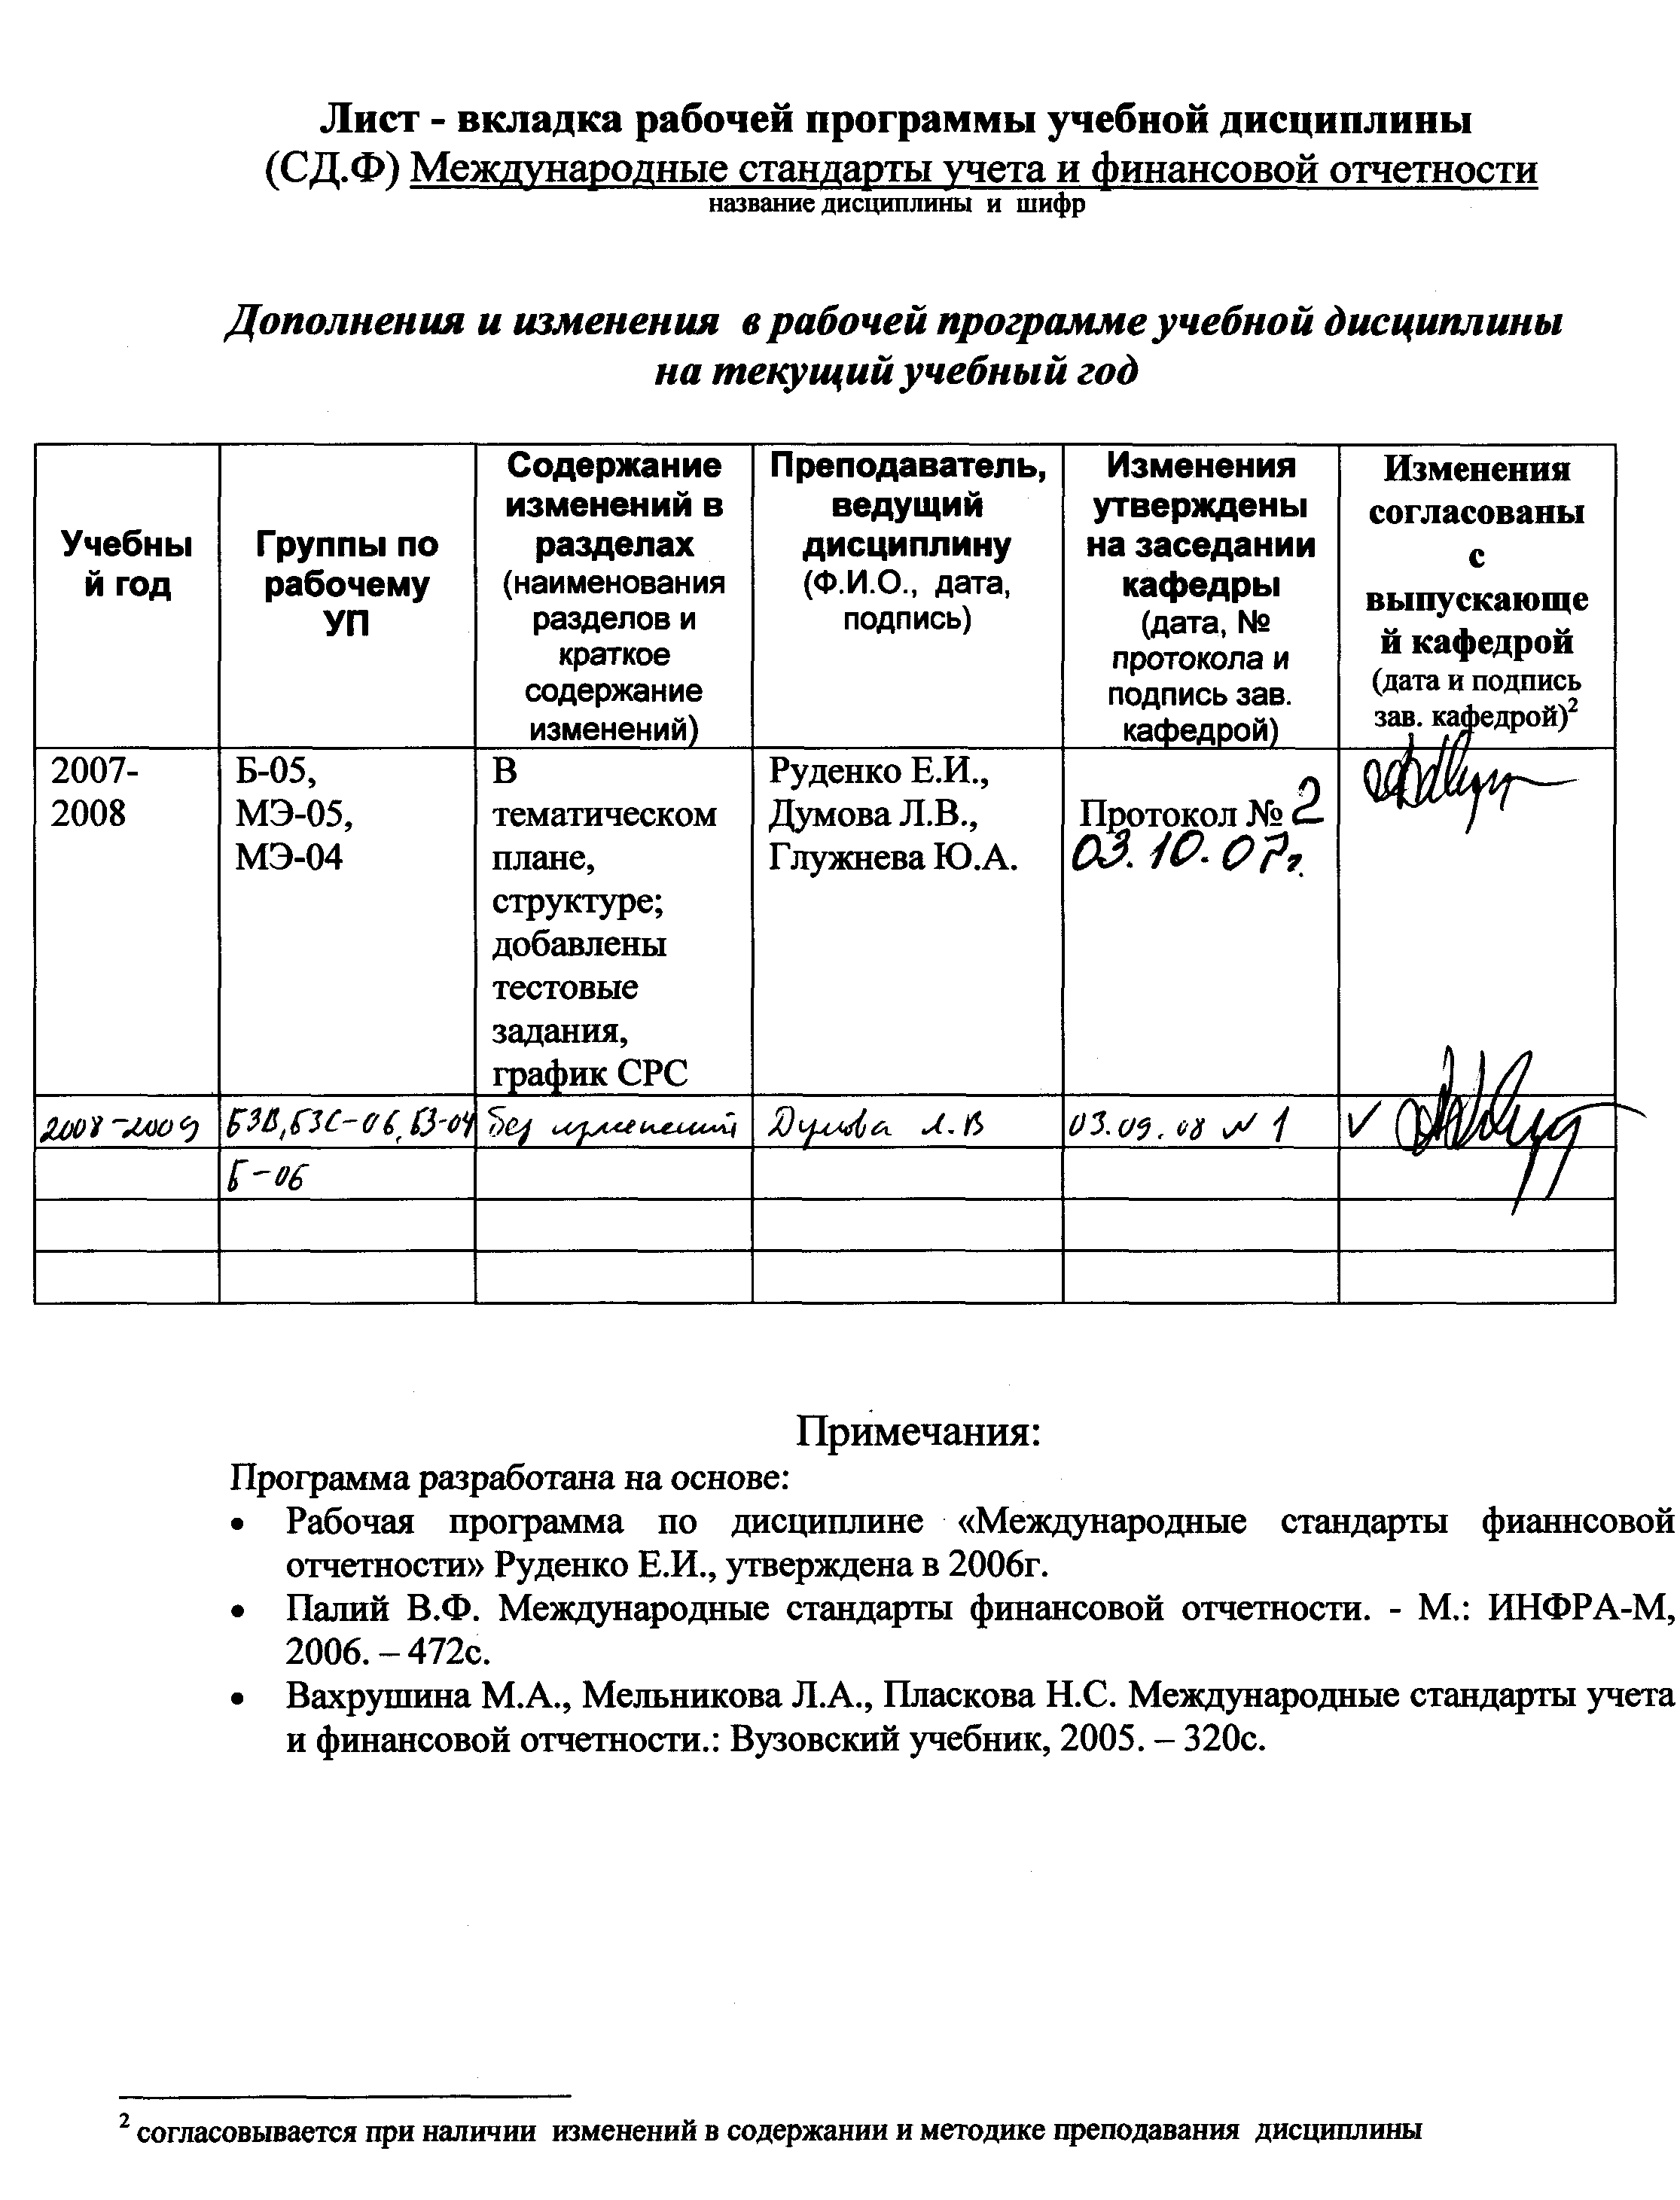 Лист - вкладка рабочей программы учебной дисциплины
(СД.Ф) Международные стандарты учета и финансовой отчетности
название дисциплины и шифр
Дополнения и изменения в рабочей программе учебной дисциплины
на текущий учебный год
Учебны
й год
Группы по
рабочему
УП
Содержание
изменений в
разделах
(наименования
разделов и
краткое
содержание
изменений)
Преподаватель,
ведущий
дисциплину
(Ф.И.О., дата,
подпись)
Изменения
утверждены
на заседании
кафедры
(дата, №
протокола и
подпись зав.
кафедрой)
Изменения
согласованы
с
выпускающе
й кафедрой
(дата и подпись
зав. кафедрой)2
2007-
2008
Б-05,
МЭ-05,
МЭ-04
В
тематическом
плане,
структуре;
добавлены
тестовые
задания,
график СРС
Руденко Е.И.,
Думова Л.В.,
Глужнева Ю.А.
Протокол № 2
03.10.07г.
2008-2009
БЗВ, БЗС-06, БЗ-04
Без изменений
Думова Л.В
03.09.08 N 1
Б-06
Примечания:
Программа разработана на основе:
• Рабочая программа по дисциплине «Международные стандарты фианнсовой
отчетности» Руденко Е.И., утверждена в 2006г.
• Палий В.Ф. Международные стандарты финансовой отчетности. - М.: ИНФРА-М,
2006. – 472с.
• Вахрушина М.А., Мельникова Л.А., Пласкова Н.С. Международные стандарты учета
и финансовой отчетности.: Вузовский учебник, 2005. – 320с.
2 согласовывается при наличии изменений в содержании и методике преподавания дисциплины